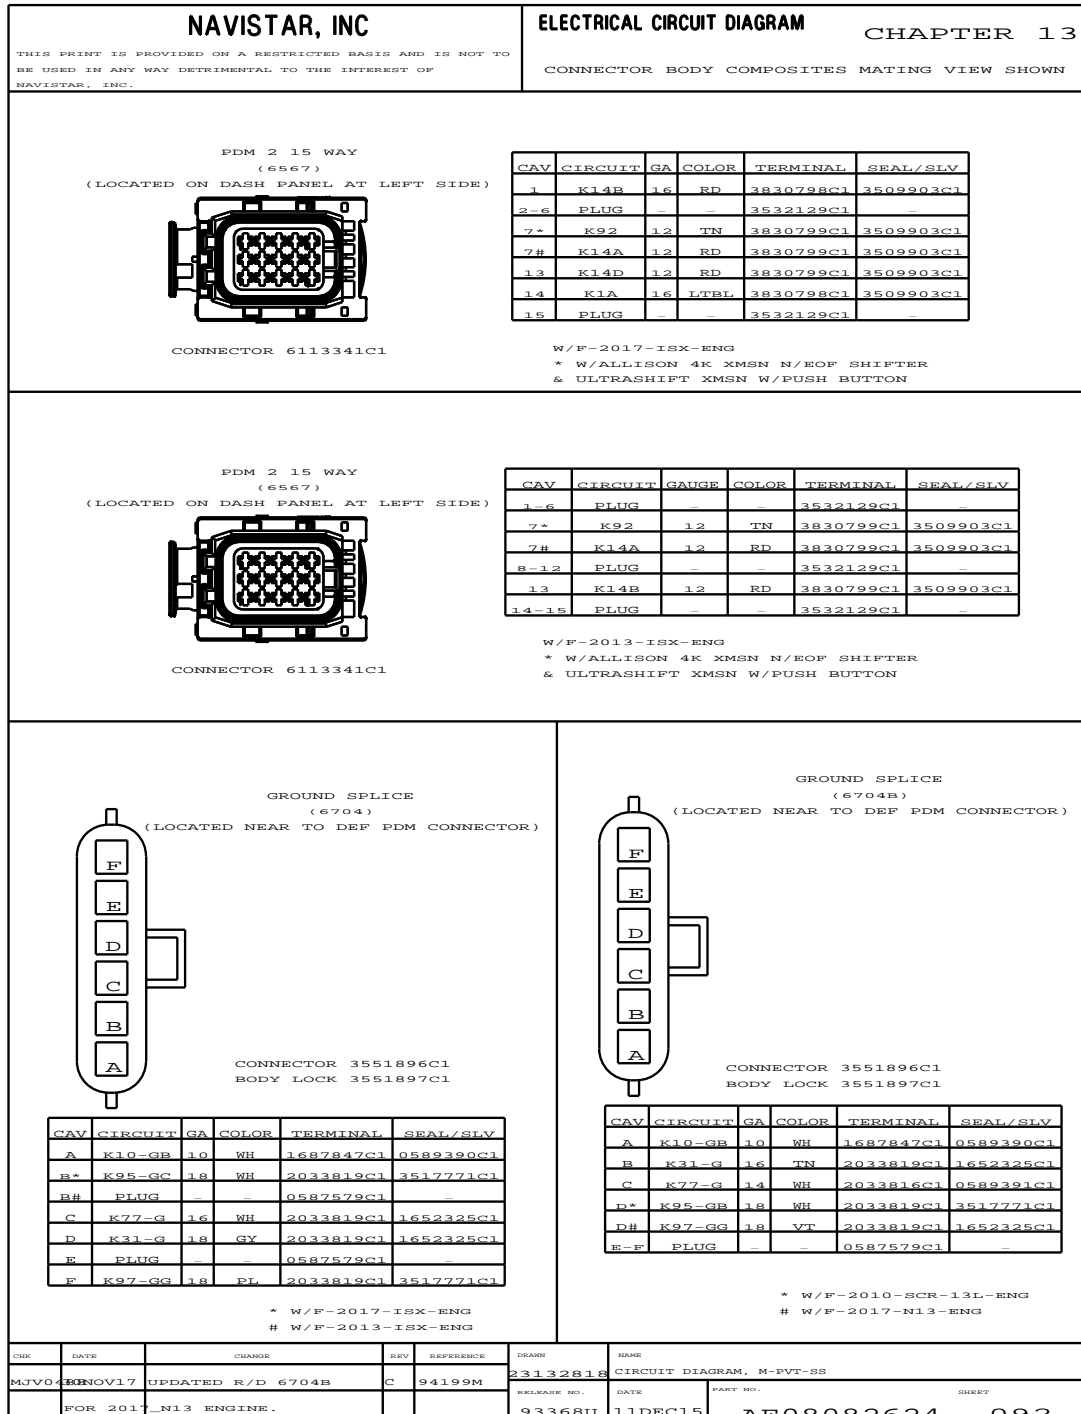 NAVISTAR, INC
THIS PRINT IS PROVIDED ON A RESTRICTED BASIS AND IS NOT TO
BE USED IN ANY WAY DETRIMENTAL TO THE INTEREST OF
NAVISTAR, INC.
ELECTRICAL CIRCUIT DIAGRAM
CHAPTER 13
CONNECTOR BODY COMPOSITES MATING VIEW SHOWN
PDM 2 15 WAY
(6567)
(LOCATED ON DASH PANEL AT LEFT SIDE)
CONNECTOR 6113341C1
CAV CIRCUIT GA COLOR TERMINAL SEAL/SLV
1 K14B 16 RD 3830798C1 3509903C1
2-6 PLUG - - 3532129C1 -
7* K92 12 TN 3830799C1 3509903C1
7# K14A 12 RD 3830799C1 3509903C1
13 K14D 12 RD 3830799C1 3509903C1
14 K1A 16 LTBL 3830798C1 3509903C1
15 PLUG - - 3532129C1 -
W/F-2017-ISX-ENG
* W/ALLISON 4K XMSN N/EOF SHIFTER
& ULTRASHIFT XMSN W/PUSH BUTTON
PDM 2 15 WAY
(6567)
(LOCATED ON DASH PANEL AT LEFT SIDE)
CONNECTOR 6113341C1
CAV CIRCUIT GAUGE COLOR TERMINAL SEAL/SLV
1-6 PLUG - - 3532129C1 -
7* K92 12 TN 3830799C1 3509903C1
7# K14A 12 RD 3830799C1 3509903C1
8-12 PLUG - - 3532129C1 -
13 K14B 12 RD 3830799C1 3509903C1
14-15 PLUG - - 3532129C1 -
W/F-2013-ISX-ENG
* W/ALLISON 4K XMSN N/EOF SHIFTER
& ULTRASHIFT XMSN W/PUSH BUTTON
GROUND SPLICE
(6704)
(LOCATED NEAR TO DEF PDM CONNECTOR)
F
E
D
C
B
A
CONNECTOR 3551896C1
BODY LOCK 3551897C1
CAV CIRCUIT GA COLOR TERMINAL SEAL/SLV
A K10-GB 10 WH 1687847C1 0589390C1
B* K95-GC 18 WH 2033819C1 3517771C1
B# PLUG - - 0587579C1 -
C K77-G 16 WH 2033819C1 1652325C1
D K31-G 18 GY 2033819C1 1652325C1
E PLUG - - 0587579C1 -
F K97-GG 18 PL 2033819C1 3517771C1
* W/F-2017-ISX-ENG
# W/F-2013-ISX-ENG
GROUND SPLICE
(6704B)
(LOCATED NEAR TO DEF PDM CONNECTOR)
F
E
D
C
B
A
CONNECTOR 3551896C1
BODY LOCK 3551897C1
CAV CIRCUIT GA COLOR TERMINAL SEAL/SLV
A K10-GB 10 WH 1687847C1 0589390C1
B K31-G 16 TN 2033819C1 1652325C1
C K77-G 14 WH 2033816C1 0589391C1
D* K95-GB 18 WH 2033819C1 3517771C1
D# K97-GG 18 VT 2033819C1 1652325C1
E-F PLUG - - 0587579C1 -
* W/F-2010-SCR-13L-ENG
# W/F-2017-N13-ENG
CHK DATE CHANGE REV REFERENCE
UPDATED R/D 6704B C 94199M
FOR 2017_N13 ENGINE.
DRAWN
23132818
NAME
CIRCUIT DIAGRAM, M-PVT-SS
RELEASE NO.
93368U
DATE
11DEC15
PART NO.
SHEET